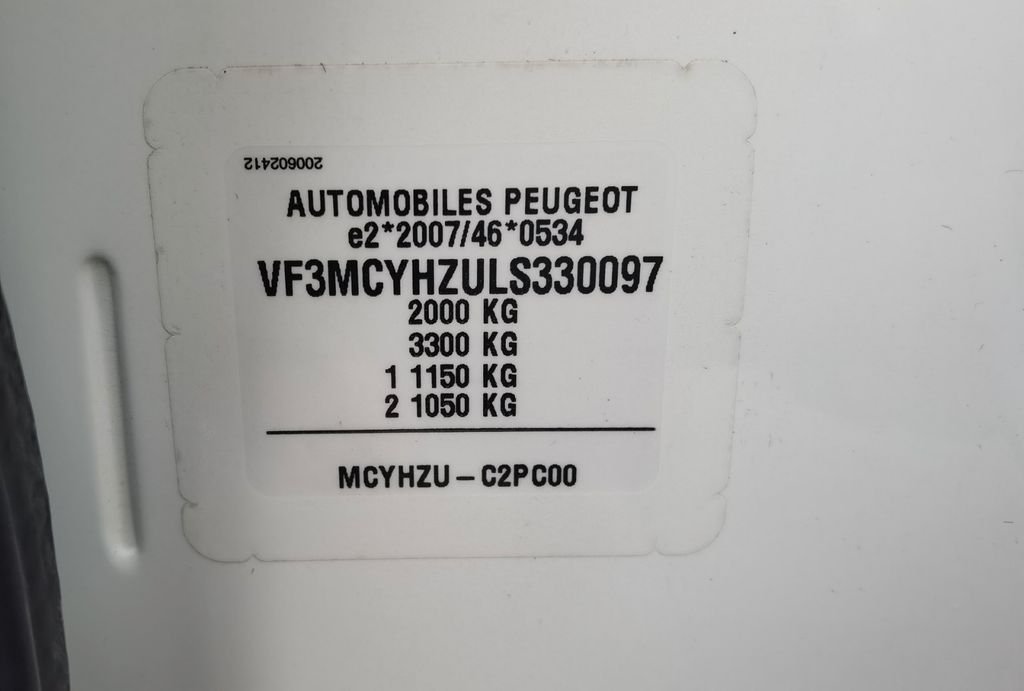 200602412
AUTOMOBILES PEUGEOT
e2*2007/46*0534
VF3MCYHZULS330097
2000 KG
3300 KG
1 1150 KG
2 1050 KG
MCYHZU – C2PC00